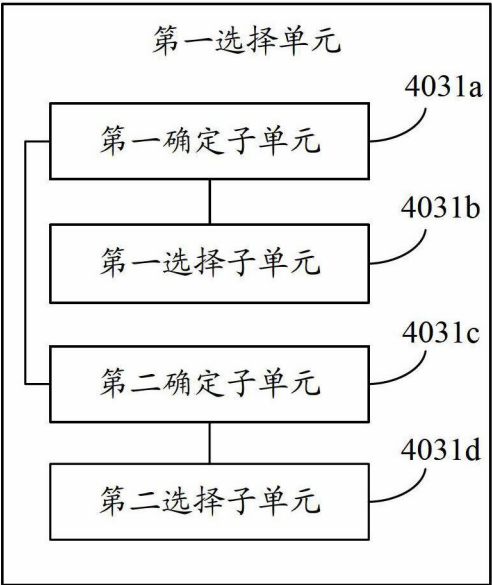 第一选择单元
4031a
第一确定子单元
4031b
第一选择子单元
4031c
第二确定子单元
4031d
第二选择子单元